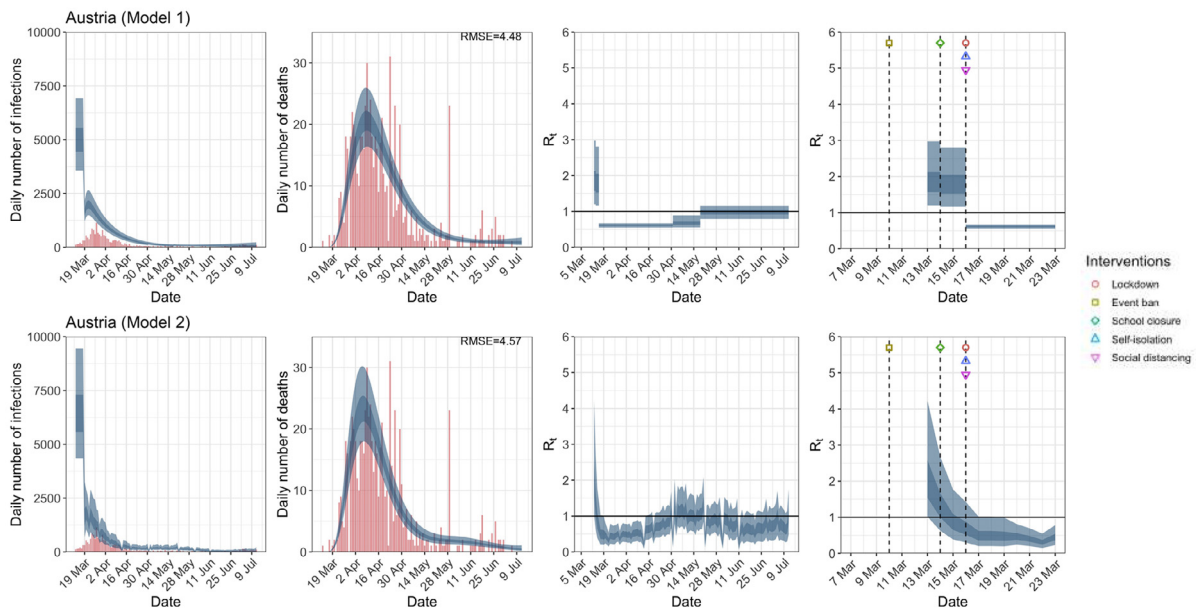 Austria (Model 1)
Daily number of infections
10000
7500
5000
2500
0
19 Mar
2 Apr
16 Apr
30 Apr
14 May
28 May
11 Jun
25 Jun
9 Jul
Date
RMSE=4.48
Daily number of deaths
30
20
10
0
19 Mar
2 Apr
16 Apr
30 Apr
14 May
28 May
11 Jun
25 Jun
9 Jul
Date
Rt
6
5
4
3
2
1
0
5 Mar
19 Mar
2 Apr
16 Apr
30 Apr
14 May
28 May
11 Jun
25 Jun
9 Jul
Date
Rt
6
5
4
3
2
1
0
7 Mar
9 Mar
11 Mar
13 Mar
15 Mar
17 Mar
19 Mar
21 Mar
23 Mar
Date
Interventions
Lockdown
Event ban
School closure
Self-isolation
Social distancing
Austria (Model 2)
Daily number of infections
10000
7500
5000
2500
0
19 Mar
2 Apr
16 Apr
30 Apr
14 May
28 May
11 Jun
25 Jun
9 Jul
Date
RMSE=4.57
Daily number of deaths
30
20
10
0
19 Mar
2 Apr
16 Apr
30 Apr
14 May
28 May
11 Jun
25 Jun
9 Jul
Date
Rt
6
5
4
3
2
1
0
5 Mar
19 Mar
2 Apr
16 Apr
30 Apr
14 May
28 May
11 Jun
25 Jun
9 Jul
Date
Rt
6
5
4
3
2
1
0
7 Mar
9 Mar
11 Mar
13 Mar
15 Mar
17 Mar
19 Mar
21 Mar
23 Mar
Date